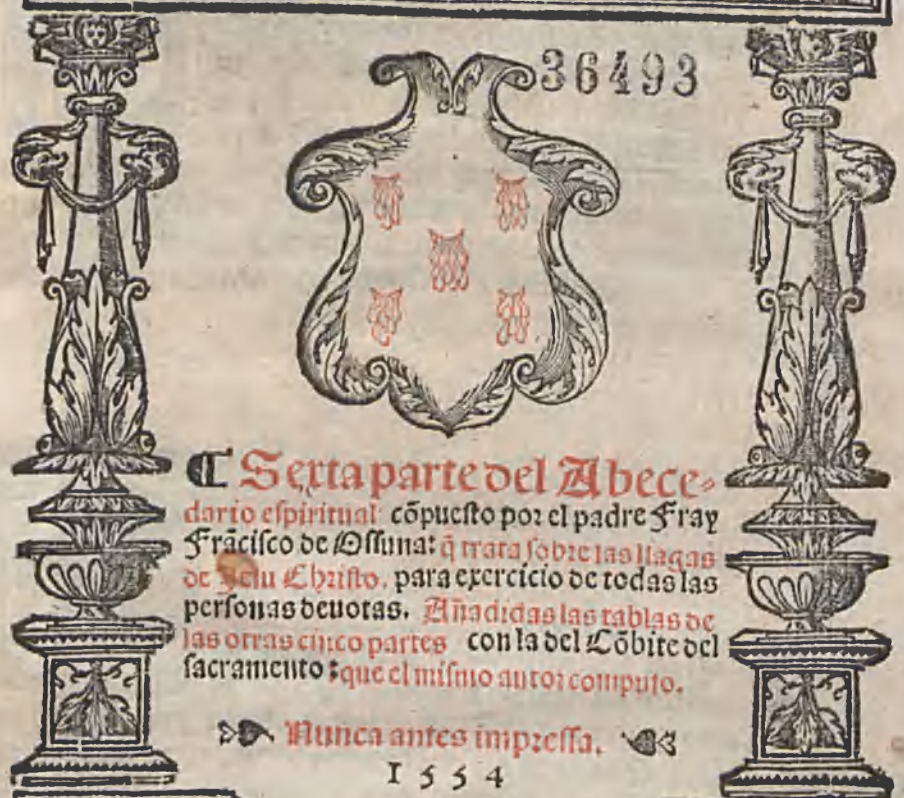 36493
¶ Sexta parte del Abece-
dario espiritual cõpuesto por el padre Fray
Frãcisco de Ossuna: q̃ trata sobre las llagas
de Jesu Christo. para exercicio de todas las
personas deuotas. Añadidas las tablas de
las otras cinco partes con la del Cõbite del
sacramento: que el mismo autor computo.
Nunca antes impressa.
1554